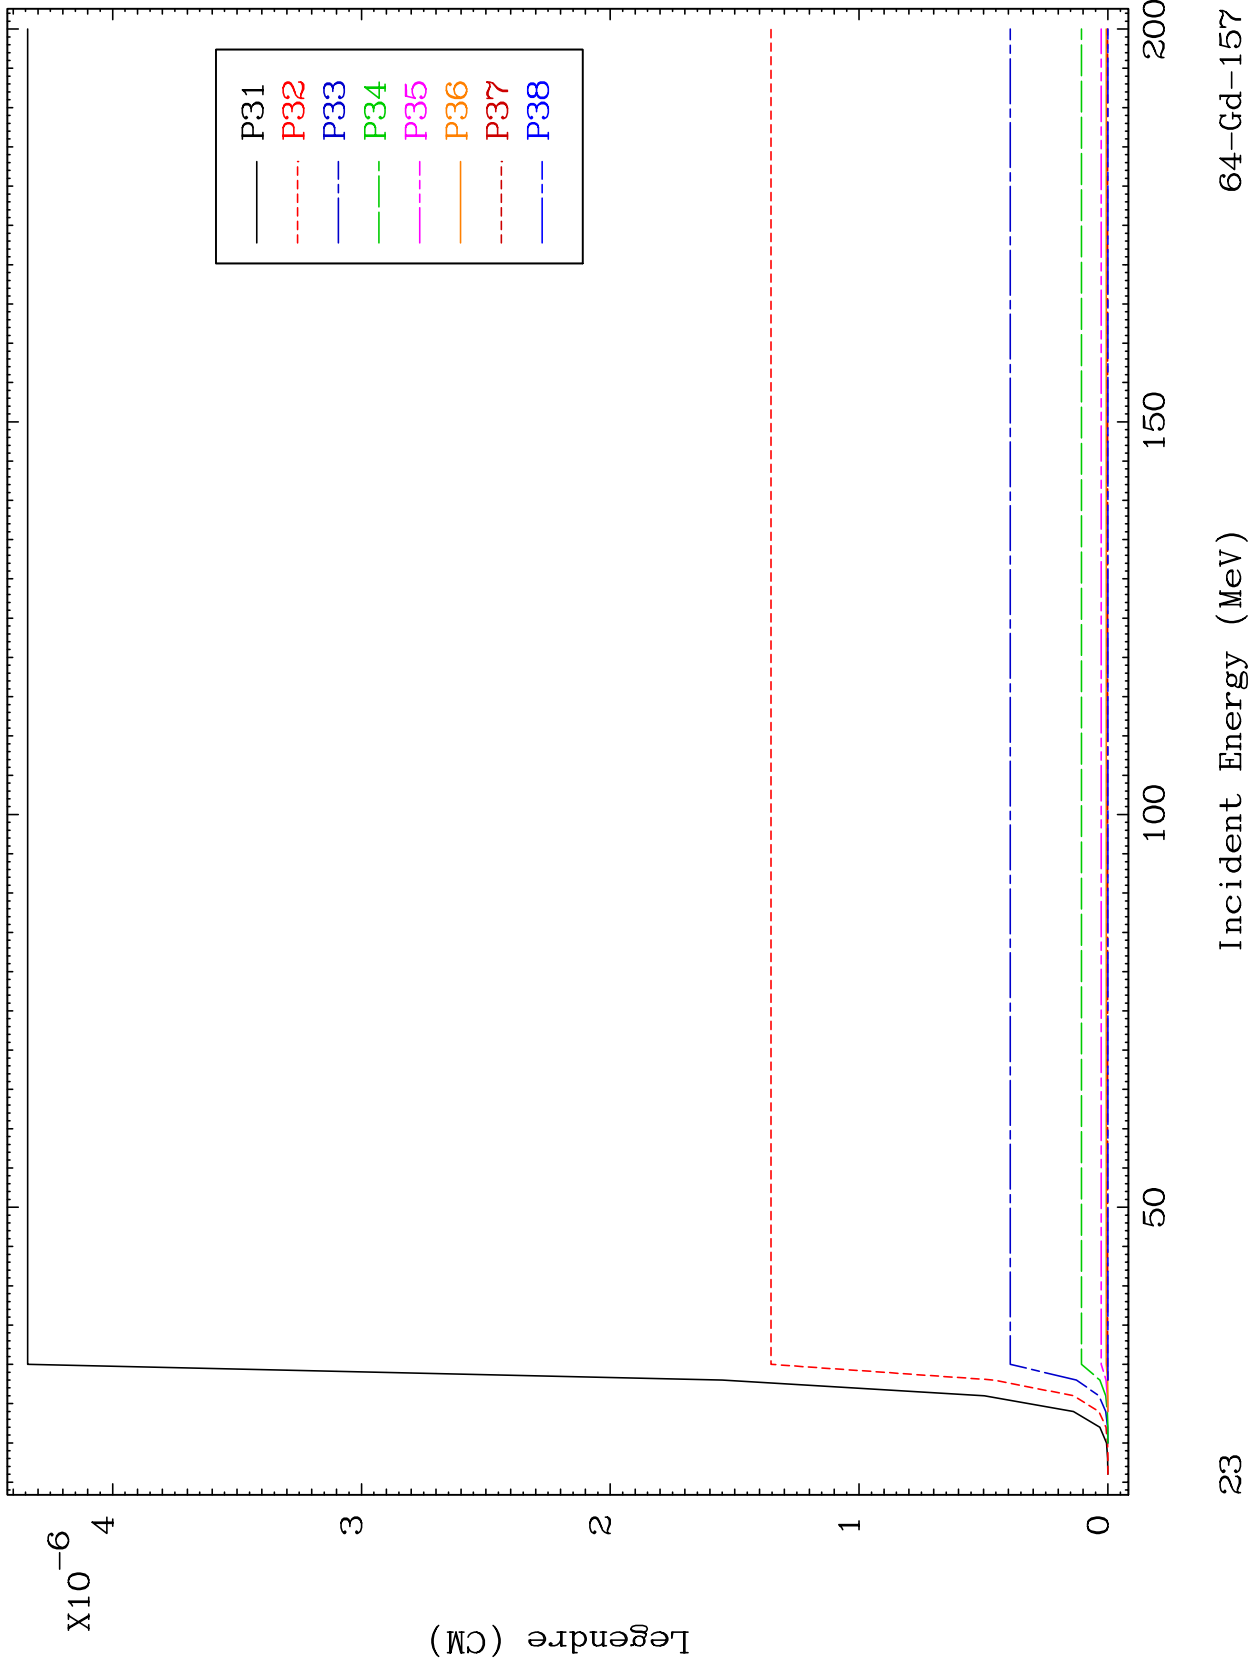 X10
-6
4
3
2
1
0
Legendre (CM)
P31
P32
P33
P34
P35
P36
P37
P38
50
100
150
200
Incident Energy (MeV)
23
64-Gd-157